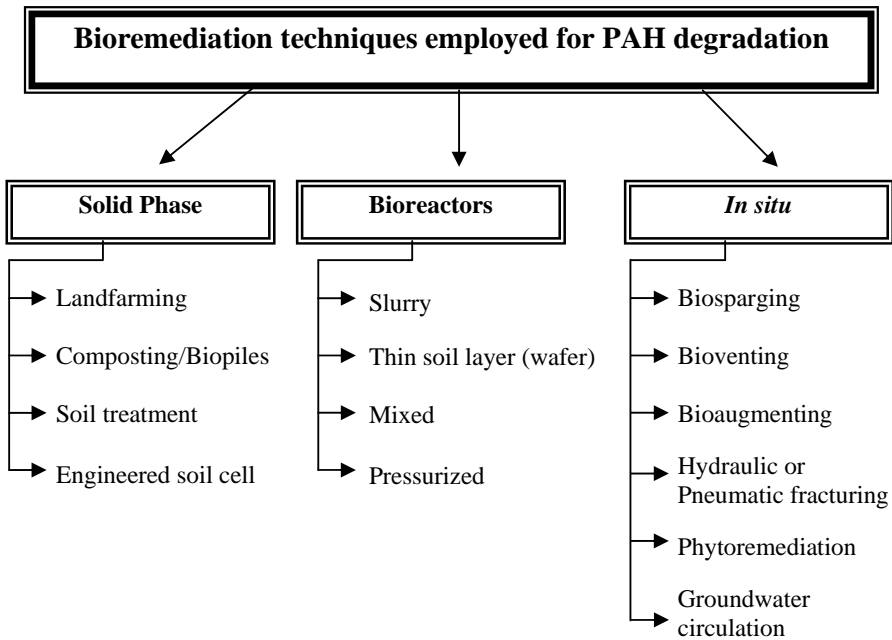 Bioremediation techniques employed for PAH degradation
Solid Phase
Landfarming
Composting/Biopiles
Soil treatment
Engineered soil cell
Bioreactors
Slurry
Thin soil layer (wafer)
Mixed
Pressurized
In situ
Biosparging
Bioventing
Bioaugmenting
Hydraulic or
Pneumatic fracturing
Phytoremediation
Groundwater
circulation